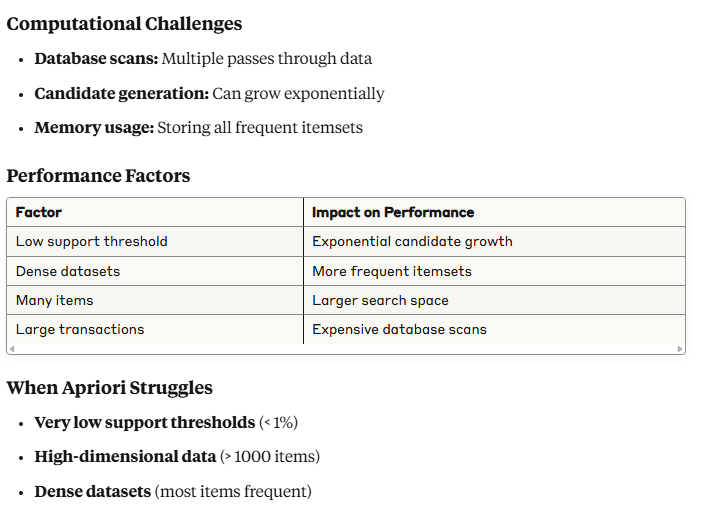 Computational Challenges
• Database scans: Multiple passes through data
• Candidate generation: Can grow exponentially
• Memory usage: Storing all frequent itemsets
Performance Factors
Factor Impact on Performance
Low support threshold Exponential candidate growth
Dense datasets More frequent itemsets
Many items Larger search space
Large transactions Expensive database scans
When Apriori Struggles
• Very low support thresholds (< 1%)
• High-dimensional data (> 1000 items)
• Dense datasets (most items frequent)